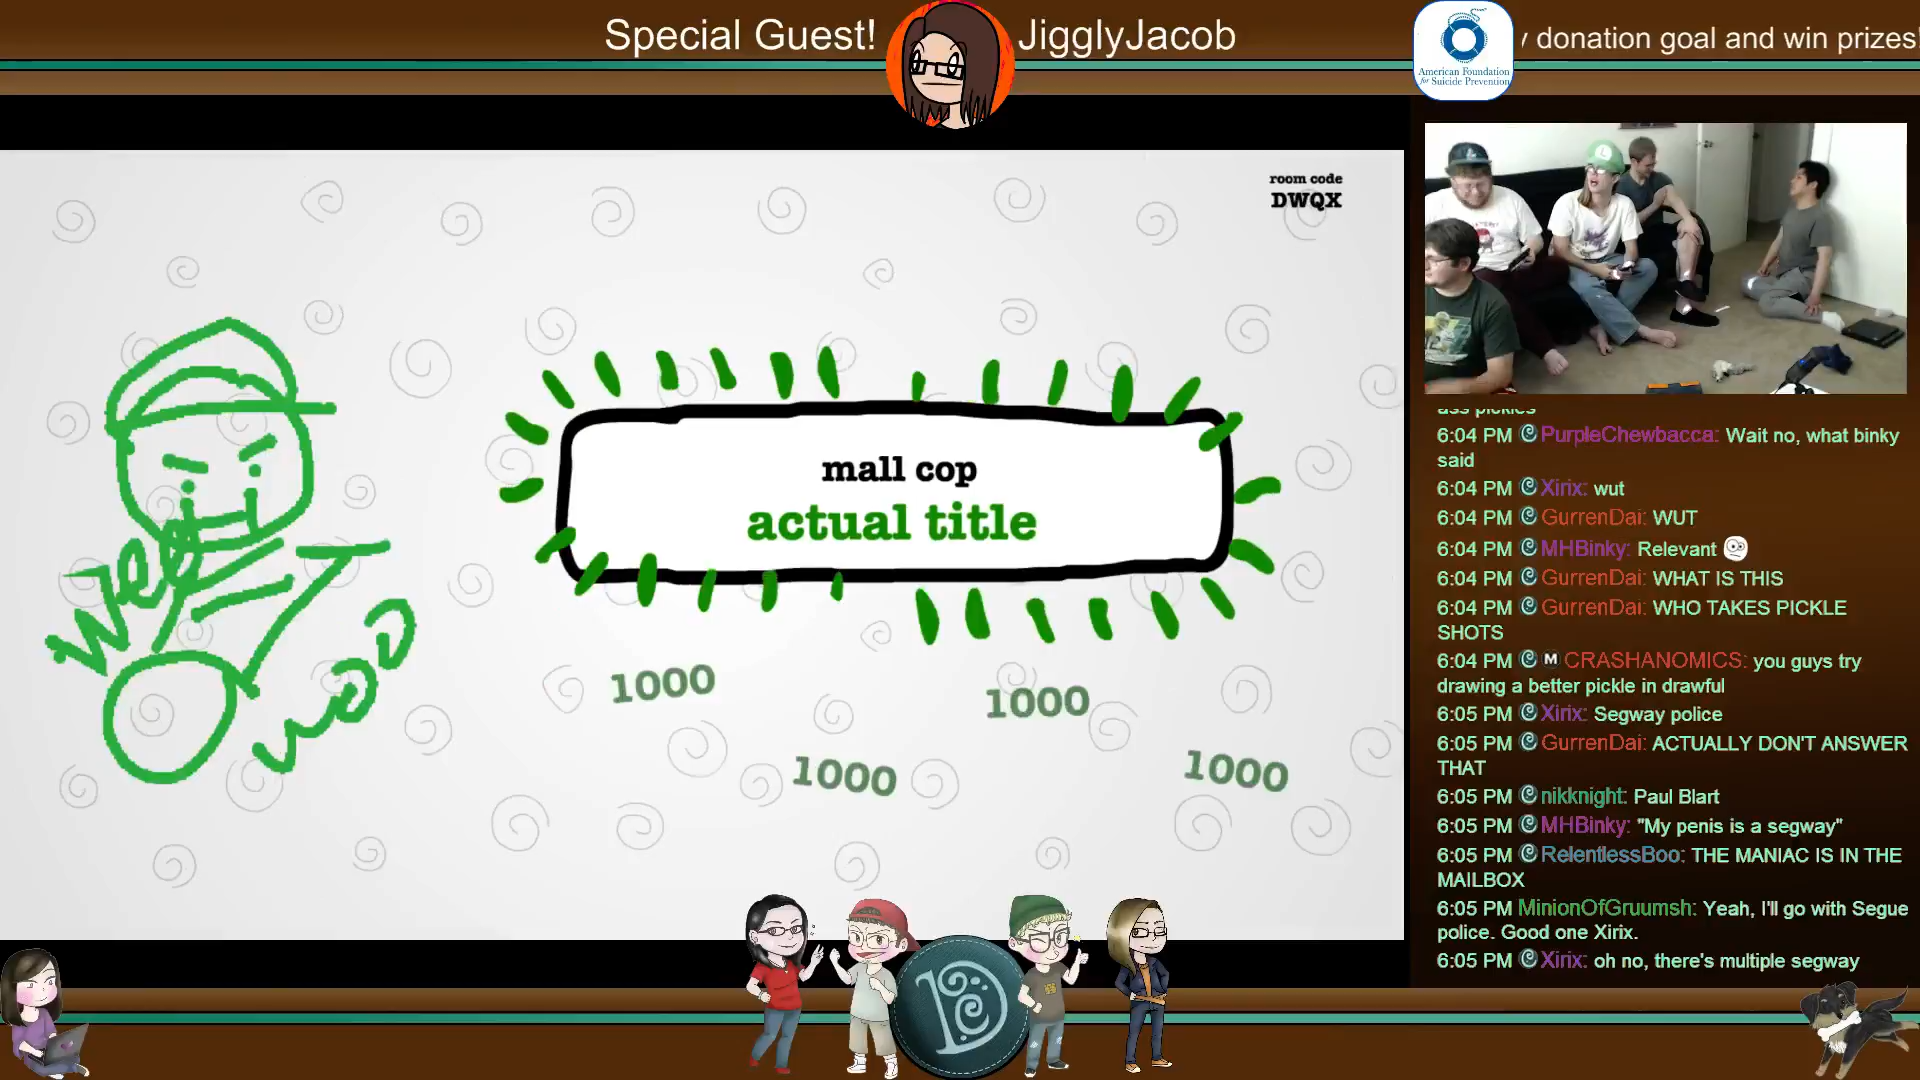 Special Guest!
JigglyJacob
American Foundation
for Suicide Prevention
donation goal and win prizes!
room code
DWQX
mall cop
actual title
Wee
woo
1000
1000
1000
1000
ass pickles
6:04 PM PurpleChewbacca: Wait no, what binky
said
6:04 PM Xirix: wut
6:04 PM GurrenDai: WUT
6:04 PM MHBinky: Relevant
6:04 PM GurrenDai: WHAT IS THIS
6:04 PM GurrenDai: WHO TAKES PICKLE
SHOTS
6:04 PM M CRASHANOMICS: you guys try
drawing a better pickle in drawful
6:05 PM Xirix: Segway police
6:05 PM GurrenDai: ACTUALLY DON'T ANSWER
THAT
6:05 PM nikknight: Paul Blart
6:05 PM MHBinky: "My penis is a segway"
6:05 PM RelentlessBoo: THE MANIAC IS IN THE
MAILBOX
6:05 PM MinionOfGruumsh: Yeah, I'll go with Segue
police. Good one Xirix.
6:05 PM Xirix: oh no, there's multiple segway